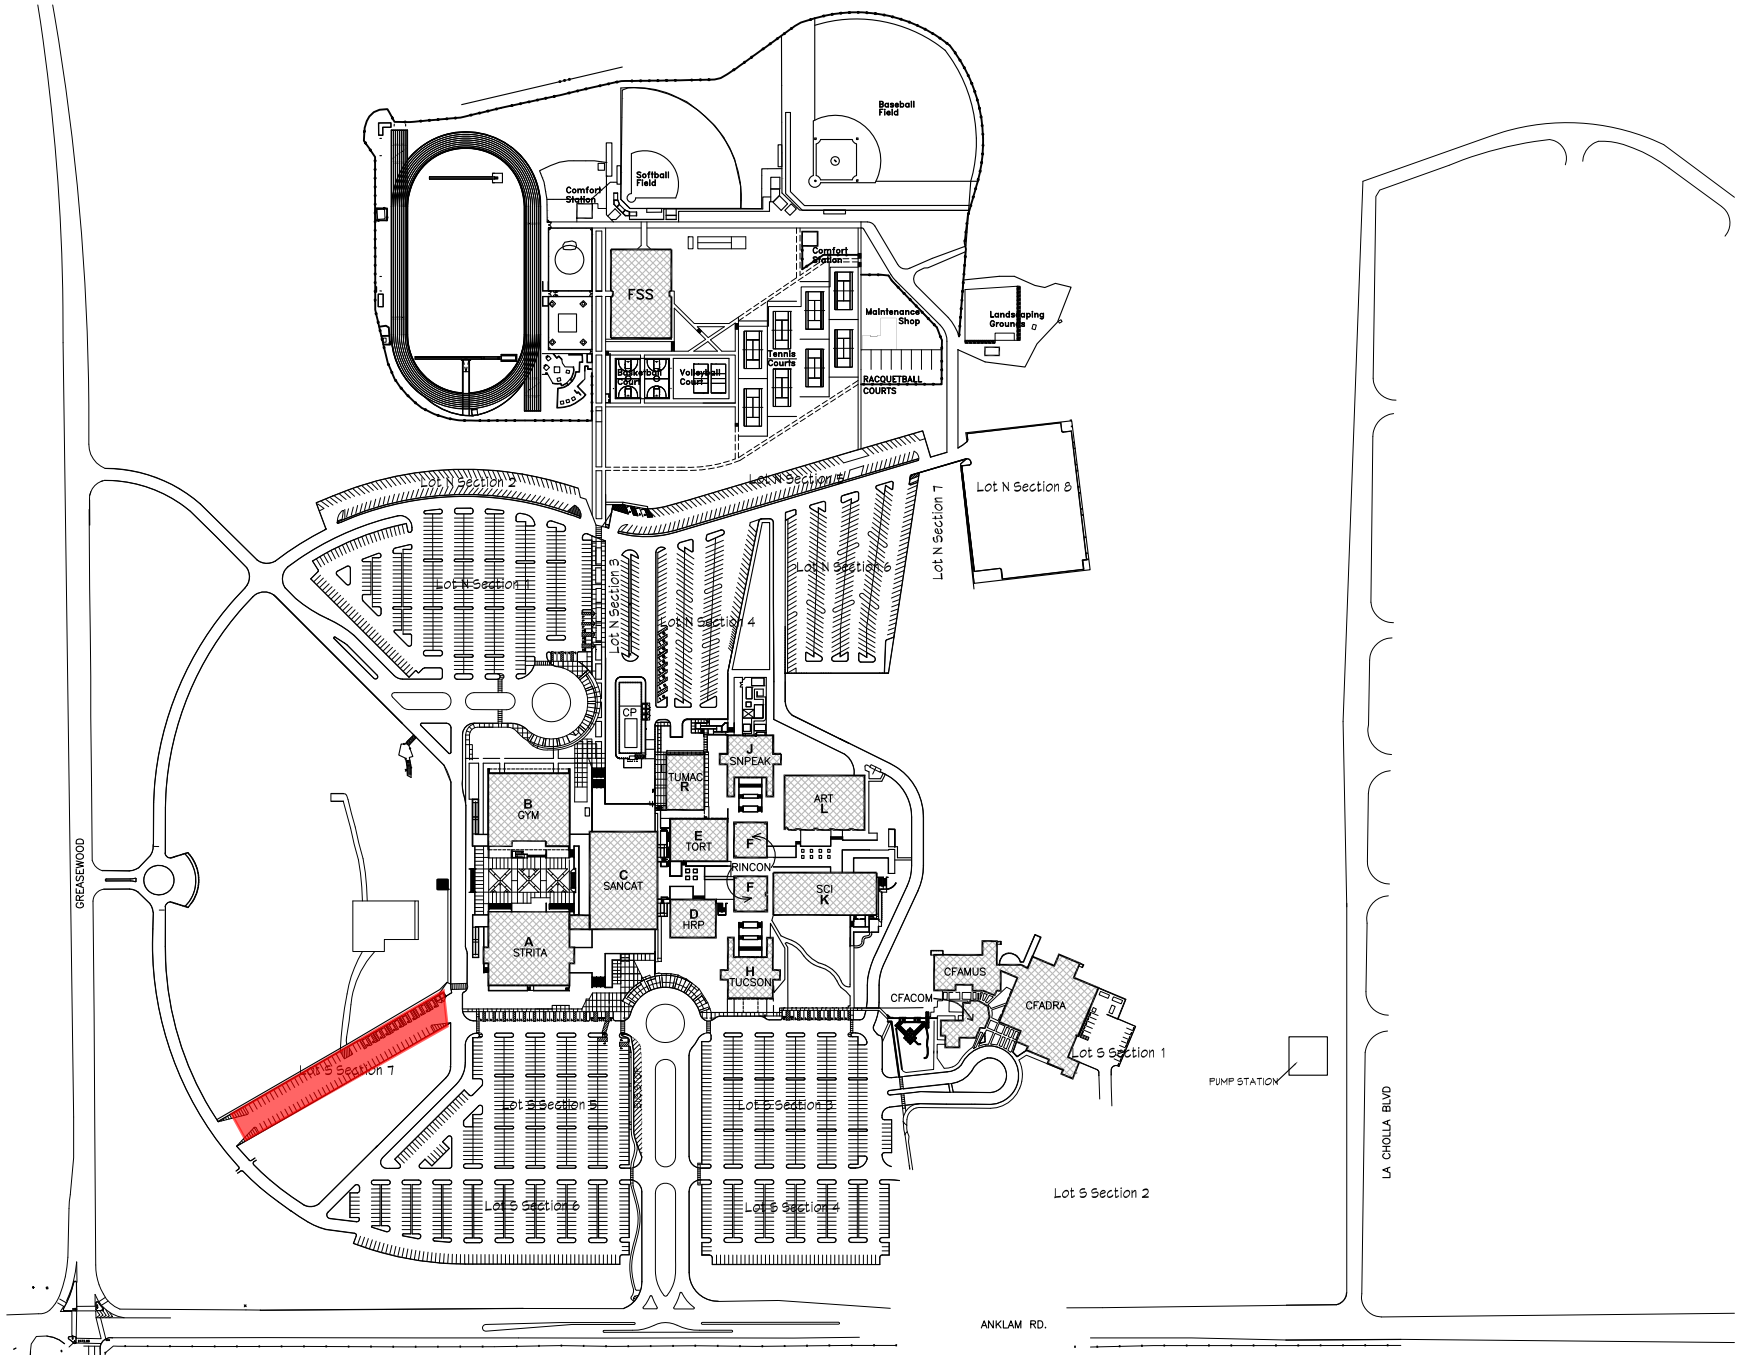 Baseball
Field
Softball
Field
Comfort
Station
Comfort
Station
FSS
Maintenance
Shop
Landscaping
Grounds
Tennis
Courts
Basketball
Court
Volleyball
Court
RACQUETBALL
COURTS
Lot N Section 2
Lot N Section 5
Lot N Section 7
Lot N Section 8
Lot N Section 1
Lot N Section 3
Lot N Section 6
Lot N Section 4
CP
J
SNPEAK
TUMAC
R
ART
L
B
GYM
E
TORT
F
RINCON
F
C
SANCAT
SCI
K
D
HRP
A
STRITA
H
TUCSON
GREASEWOOD
CFAMUS
CFACOM
CFADRA
Lot S Section 1
PUMP STATION
LA CHOLLA BLVD
Lot S Section 7
Lot S Section 5
Lot S Section 3
Lot S Section 2
Lot S Section 6
Lot S Section 4
ANKLAM RD.